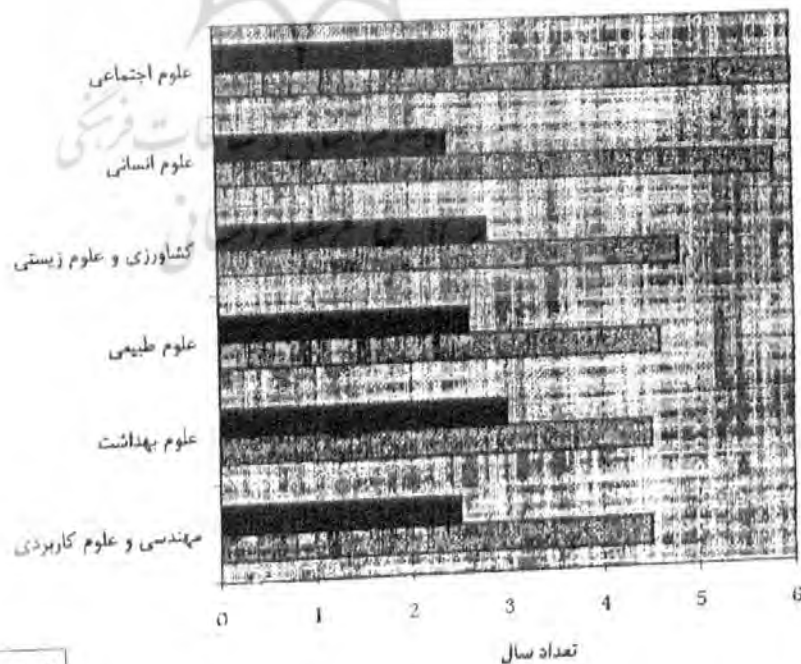 علوم اجتماعی
علوم انسانی
کشاورزی و علوم زیستی
علوم طبیعی
علوم بهداشت
مهندسی و علوم کاربردی
0 1 2 3 4 5 6
تعداد سال